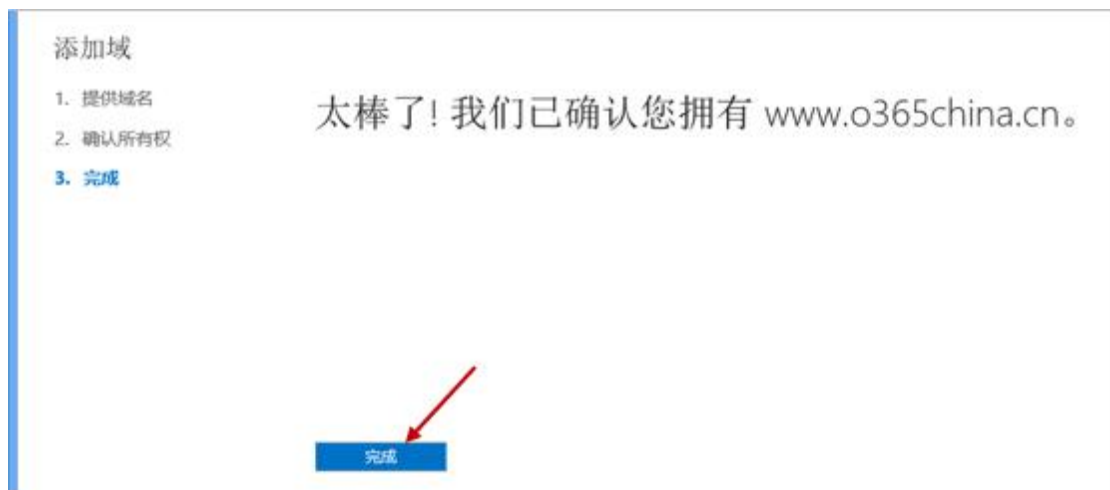 添加域
1. 提供域名
2. 确认所有权
3. 完成
太棒了! 我们已确认您拥有 www.o365china.cn。
完成